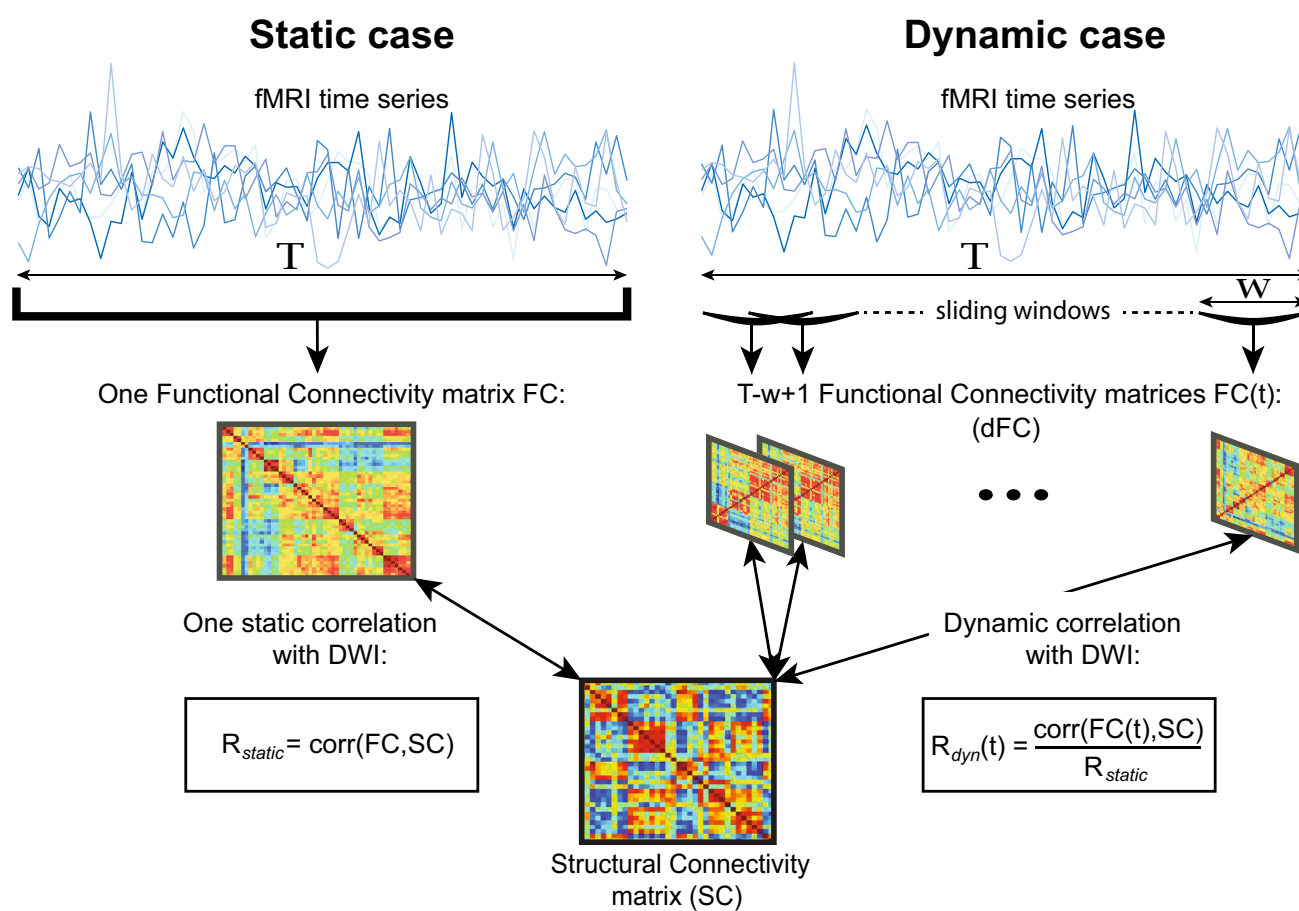 Static case
fMRI time series
T
One Functional Connectivity matrix FC:
One static correlation
with DWI:
R_static = corr(FC,SC)
Dynamic case
fMRI time series
T
w
sliding windows
T-w+1 Functional Connectivity matrices FC(t):
(dFC)
• • •
Dynamic correlation
with DWI:
R_dyn(t) = corr(FC(t),SC) / R_static
Structural Connectivity
matrix (SC)